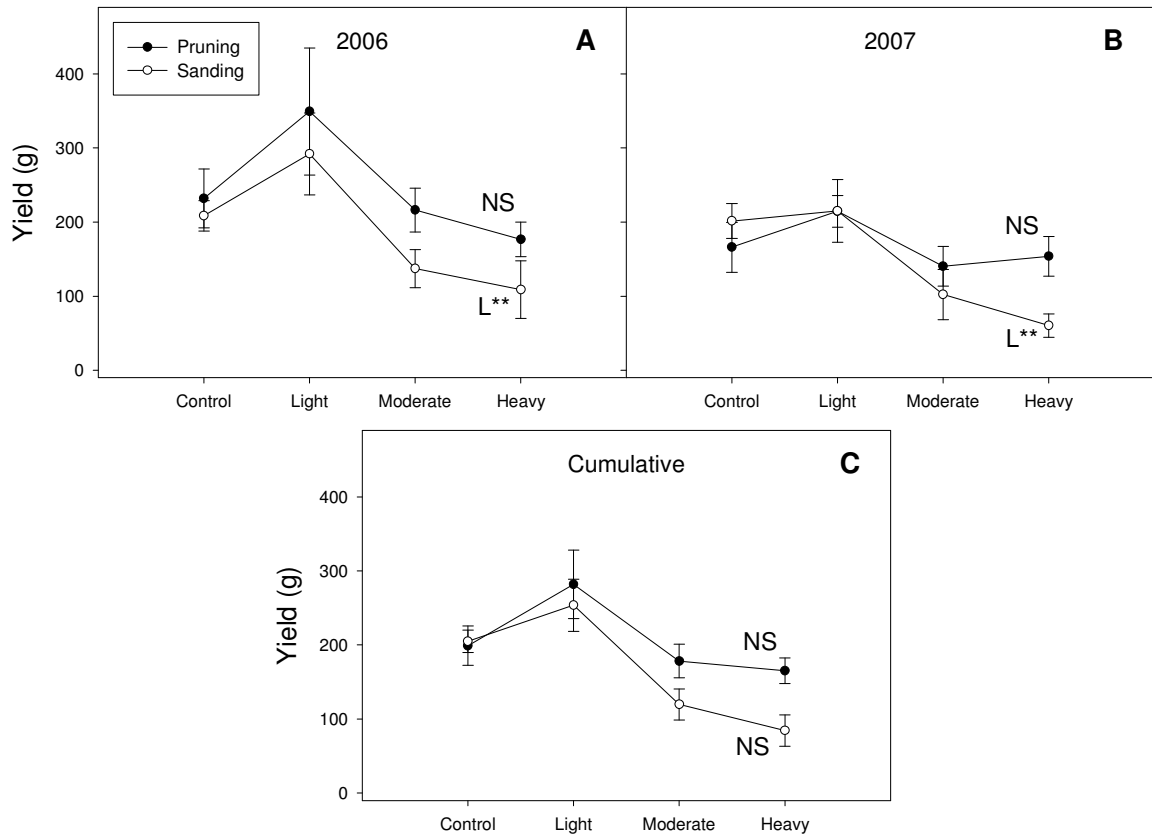 Pruning
Sanding
2006
A
2007
B
Yield (g)
400
300
200
100
0
NS
L**
NS
L**
Control Light Moderate Heavy
Control Light Moderate Heavy
Cumulative
C
Yield (g)
400
300
200
100
0
NS
NS
Control Light Moderate Heavy